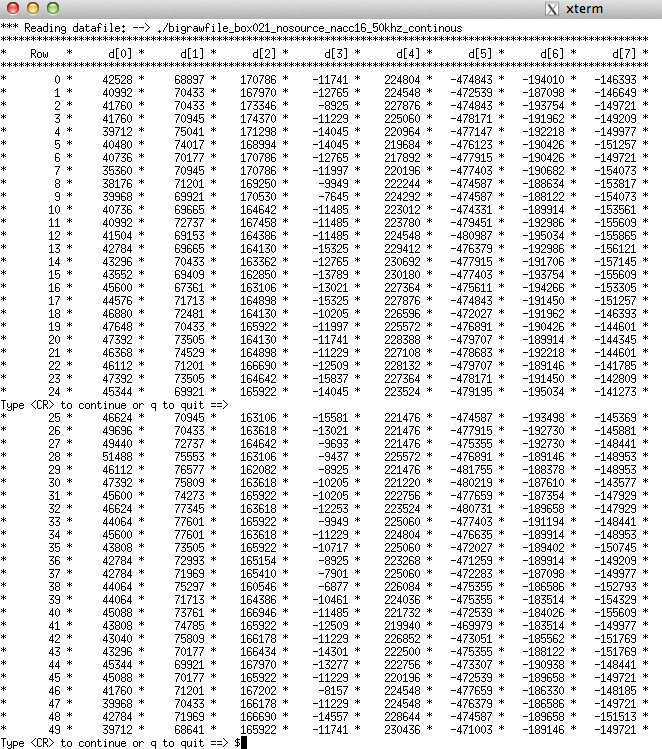 xterm
*** Reading datafile: --> ./bigrawfile_box021_nosource_nacc16_50khz_continous
************************************************************************************************
* Row * d[0] * d[1] * d[2] * d[3] * d[4] * d[5] * d[6] * d[7] *
************************************************************************************************
* 0 * 42528 * 68897 * 170786 * -11741 * 224804 * -474843 * -194010 * -146393 *
* 1 * 40992 * 70433 * 167970 * -12765 * 224548 * -472539 * -187098 * -146649 *
* 2 * 41760 * 70433 * 173346 * -8925 * 227876 * -474843 * -193754 * -149721 *
* 3 * 41760 * 70945 * 174370 * -11229 * 225060 * -478171 * -191962 * -149209 *
* 4 * 39712 * 75041 * 171298 * -14045 * 220964 * -477147 * -192218 * -149977 *
* 5 * 40480 * 74017 * 168994 * -14045 * 219684 * -476123 * -190426 * -151257 *
* 6 * 40736 * 70177 * 170786 * -12765 * 217892 * -477915 * -190426 * -149721 *
* 7 * 35360 * 70945 * 170786 * -11997 * 220196 * -477403 * -190682 * -154073 *
* 8 * 38176 * 71201 * 169250 * -9949 * 222244 * -474587 * -188634 * -153817 *
* 9 * 39968 * 69921 * 170530 * -7645 * 224292 * -474587 * -188122 * -154073 *
* 10 * 40736 * 69665 * 164642 * -11485 * 223012 * -474331 * -189914 * -153561 *
* 11 * 40992 * 72737 * 167458 * -11485 * 223780 * -479451 * -192986 * -155609 *
* 12 * 41504 * 69153 * 164386 * -11485 * 224548 * -480987 * -195034 * -155865 *
* 13 * 42784 * 69665 * 164130 * -15325 * 229412 * -476379 * -192986 * -156121 *
* 14 * 43296 * 70433 * 163362 * -12765 * 230692 * -477915 * -191706 * -157145 *
* 15 * 43552 * 69409 * 162850 * -13789 * 230180 * -477403 * -193754 * -155609 *
* 16 * 45600 * 67361 * 163106 * -13021 * 227364 * -475611 * -194266 * -153305 *
* 17 * 44576 * 71713 * 164898 * -15325 * 227876 * -474843 * -191450 * -151257 *
* 18 * 46880 * 72481 * 164130 * -10205 * 226596 * -472027 * -191962 * -146393 *
* 19 * 47648 * 70433 * 165922 * -11997 * 225572 * -476891 * -190426 * -144601 *
* 20 * 47392 * 73505 * 164130 * -11741 * 228388 * -479707 * -189914 * -144345 *
* 21 * 46368 * 74529 * 164898 * -11229 * 227108 * -478683 * -192218 * -144601 *
* 22 * 46112 * 71201 * 166690 * -12509 * 228132 * -479707 * -189146 * -141785 *
* 23 * 47392 * 73505 * 164642 * -15837 * 227364 * -478171 * -191450 * -142809 *
* 24 * 45344 * 69921 * 165922 * -14045 * 223524 * -479195 * -195034 * -141273 *
Type <CR> to continue or q to quit ==>
* 25 * 46624 * 70945 * 163106 * -15581 * 221476 * -474587 * -193498 * -145369 *
* 26 * 49696 * 70433 * 163618 * -13021 * 221476 * -477915 * -192730 * -145881 *
* 27 * 49440 * 72737 * 164642 * -9693 * 221476 * -475355 * -192730 * -148441 *
* 28 * 51488 * 75553 * 163106 * -9437 * 225572 * -476891 * -189146 * -148953 *
* 29 * 46112 * 76577 * 162082 * -8925 * 221476 * -481755 * -188378 * -148953 *
* 30 * 47392 * 75809 * 163618 * -10205 * 221220 * -480219 * -187610 * -143577 *
* 31 * 45600 * 74273 * 165922 * -10205 * 222756 * -477659 * -187354 * -147929 *
* 32 * 46624 * 77345 * 163618 * -12253 * 223524 * -480731 * -189658 * -147929 *
* 33 * 44064 * 77601 * 165922 * -9949 * 225060 * -477403 * -191194 * -148441 *
* 34 * 45600 * 77601 * 163618 * -11229 * 224804 * -476635 * -189914 * -148953 *
* 35 * 43808 * 73505 * 165922 * -10717 * 225060 * -472027 * -189402 * -150745 *
* 36 * 42784 * 72993 * 165154 * -8925 * 223268 * -471259 * -189914 * -149209 *
* 37 * 42784 * 71969 * 165410 * -7901 * 225060 * -472283 * -187098 * -149977 *
* 38 * 44064 * 75297 * 160546 * -6877 * 226084 * -475355 * -186586 * -152793 *
* 39 * 44064 * 71713 * 164386 * -10461 * 224036 * -475355 * -183514 * -154329 *
* 40 * 45088 * 73761 * 166946 * -11485 * 221732 * -472539 * -184026 * -155609 *
* 41 * 43808 * 74785 * 165922 * -12509 * 219940 * -469979 * -183514 * -149977 *
* 42 * 43040 * 75809 * 166178 * -11229 * 226852 * -473051 * -185562 * -151769 *
* 43 * 43296 * 70177 * 166434 * -14301 * 222500 * -475355 * -188122 * -151769 *
* 44 * 45344 * 69921 * 167970 * -13277 * 222756 * -473307 * -190938 * -148441 *
* 45 * 45088 * 70177 * 165922 * -11229 * 220196 * -472539 * -189658 * -149721 *
* 46 * 41760 * 71201 * 167202 * -8157 * 224548 * -477659 * -186330 * -148185 *
* 47 * 39968 * 70433 * 166178 * -11229 * 224548 * -476379 * -186586 * -149721 *
* 48 * 42784 * 71969 * 166690 * -14557 * 228644 * -474587 * -189658 * -151513 *
* 49 * 39712 * 68641 * 165922 * -11741 * 230436 * -471003 * -189146 * -149721 *
Type <CR> to continue or q to quit ==> $